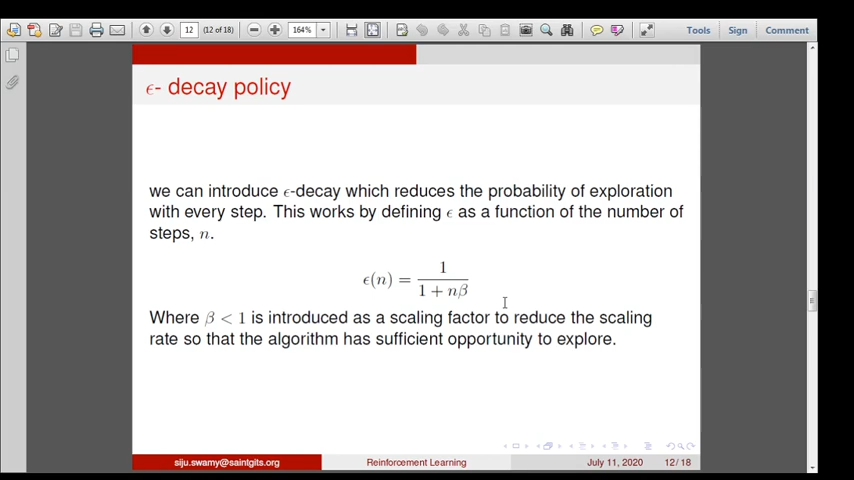 12 (12 of 18) 164% Tools Sign Comment
ϵ- decay policy
we can introduce ϵ-decay which reduces the probability of exploration
with every step. This works by defining ϵ as a function of the number of
steps, n.
ϵ(n) = 1 / (1 + nβ)
Where β < 1 is introduced as a scaling factor to reduce the scaling
rate so that the algorithm has sufficient opportunity to explore.
siju.swamy@saintgits.org Reinforcement Learning July 11, 2020 12/18